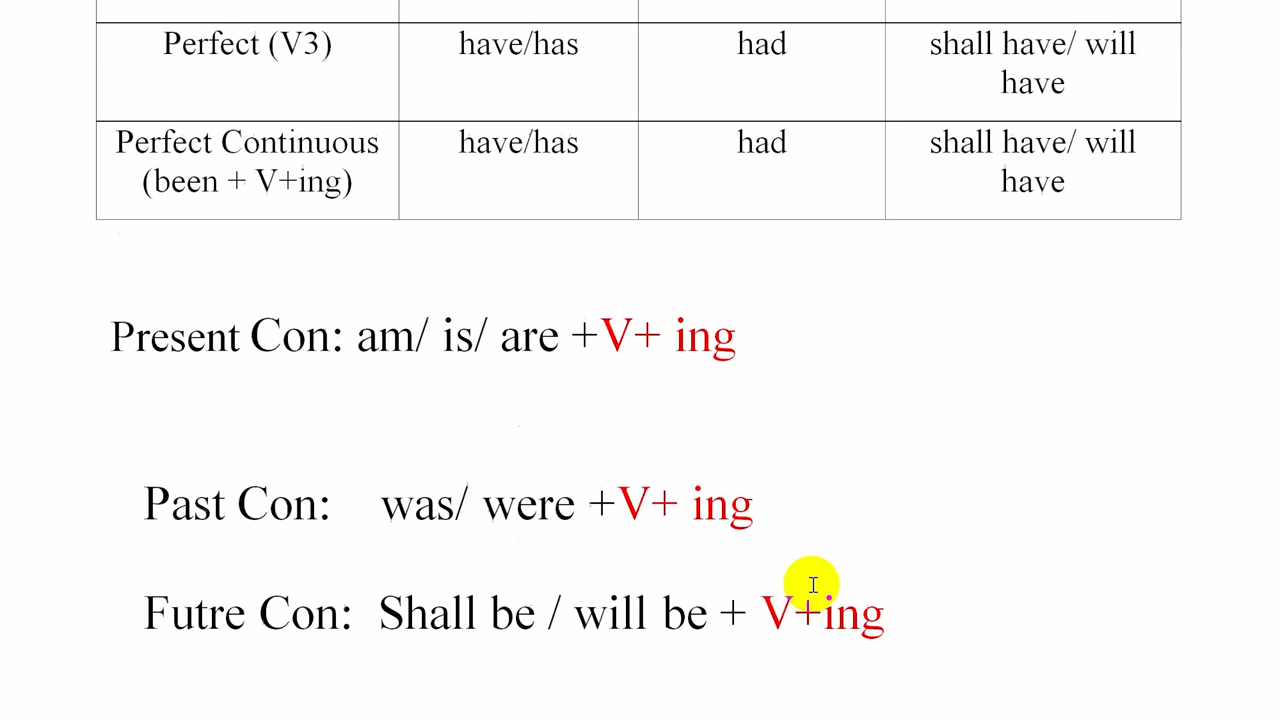 Perfect (V3) have/has had shall have/ will
have
Perfect Continuous have/has had shall have/ will
(been + V+ing) have
Present Con: am/ is/ are +V+ ing
Past Con: was/ were +V+ ing
Futre Con: Shall be / will be + V+ing